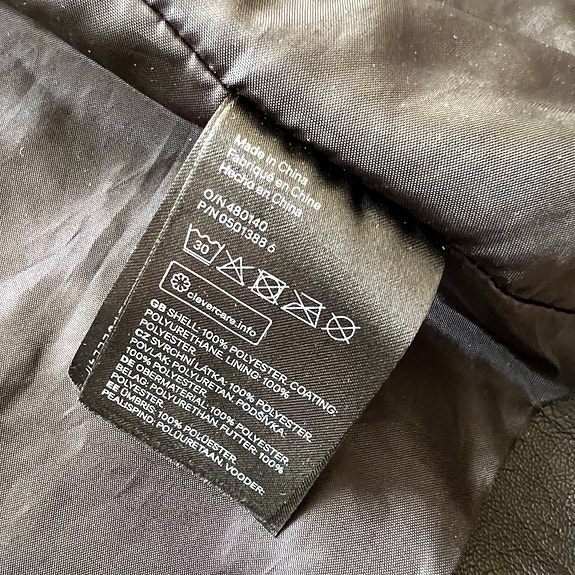 Made in China
Fabriqué en Chine
Hecho en China
O/N 480140
P/N 0501388 6
30
clevercare.info
GB SHELL: 100% POLYESTER. COATING:
POLYURETHANE. LINING: 100%
POLYESTER.
CZ SVRCHNÍ LÁTKA: 100% POLYESTER.
POVLAK: POLYURETAN. PODŠÍVKA:
100% POLYESTER.
DE OBERMATERIAL: 100% POLYESTER.
BELAG: POLYURETHAN. FUTTER: 100%
POLYESTER.
EE ÕMBRIS: 100% POLÜESTER.
PEALISPIND: POLÜURETAAN. VOODER: